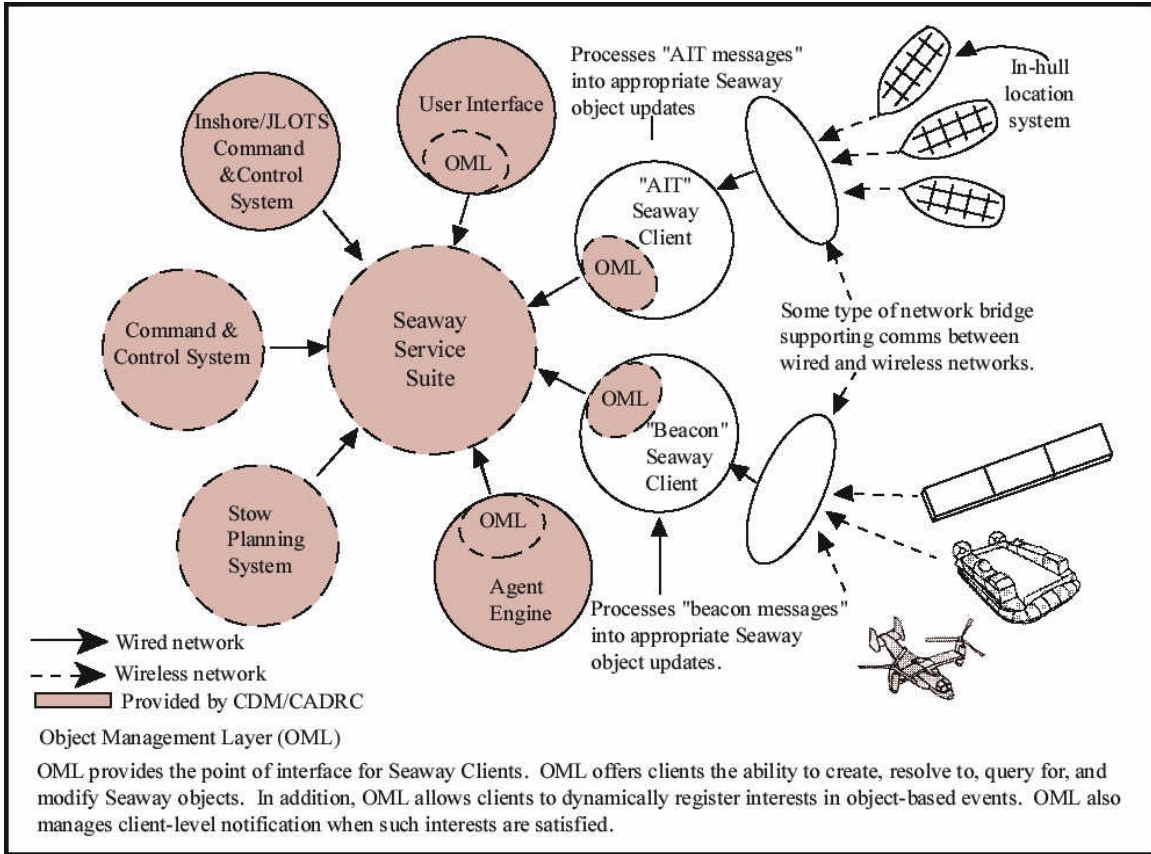 Inshore/JLOTS
Command
&Control
System
User Interface
OML
Processes "AIT messages"
into appropriate Seaway
object updates
In-hull
location
system
"AIT"
Seaway
Client
OML
Command &
Control System
Seaway
Service
Suite
Some type of network bridge
supporting comms between
wired and wireless networks.
OML
"Beacon"
Seaway
Client
Stow
Planning
System
OML
Agent
Engine
Processes "beacon messages"
into appropriate Seaway
object updates.
Wired network
Wireless network
Provided by CDM/CADRC
Object Management Layer (OML)
OML provides the point of interface for Seaway Clients. OML offers clients the ability to create, resolve to, query for, and
modify Seaway objects. In addition, OML allows clients to dynamically register interests in object-based events. OML also
manages client-level notification when such interests are satisfied.